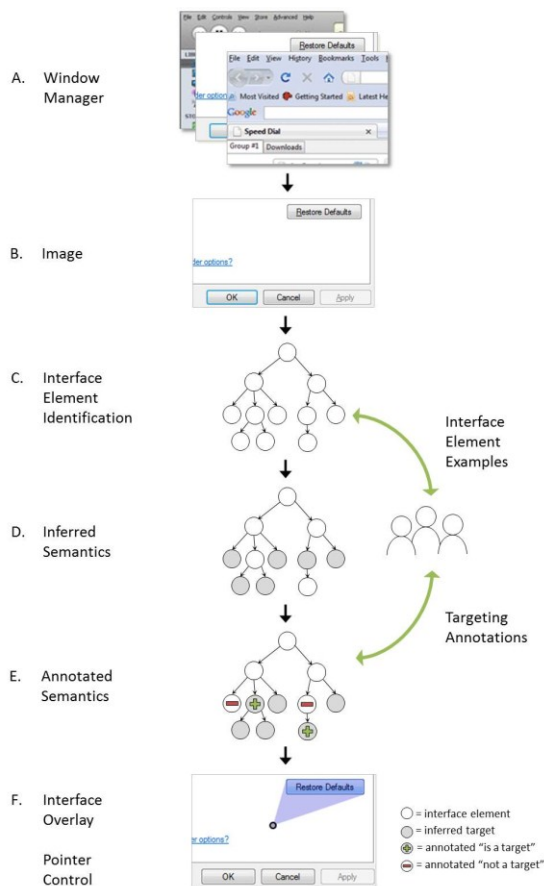 File Edit Controls View Store Advanced Help
Restore Defaults
File Edit View History Bookmarks Tools
der options?
Most Visited Getting Started Latest He
Google
Speed Dial
Group #1 Downloads
A. Window
Manager
Restore Defaults
der options?
OK Cancel Apply
B. Image
C. Interface
Element
Identification
Interface
Element
Examples
D. Inferred
Semantics
Targeting
Annotations
E. Annotated
Semantics
Restore Defaults
r options?
OK Cancel Apply
F. Interface
Overlay
Pointer
Control
= interface element
= inferred target
= annotated “is a target”
= annotated “not a target”